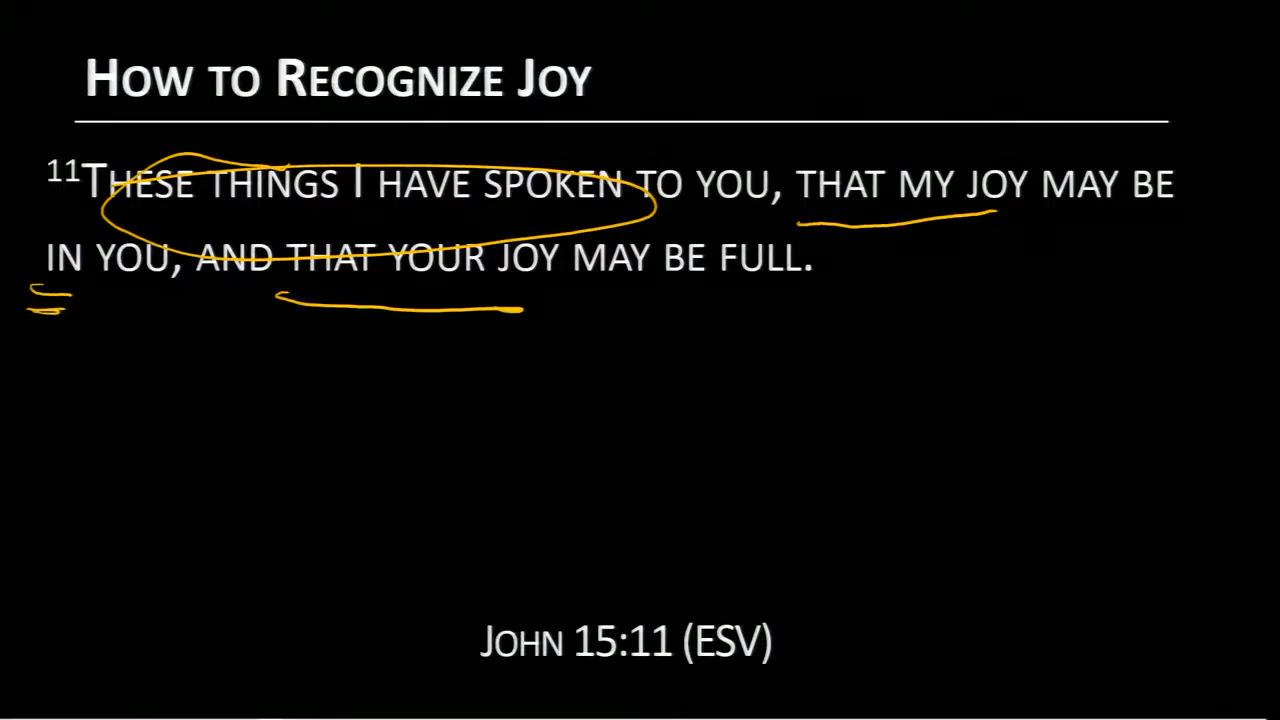 How to Recognize Joy
11These things I have spoken to you, that my joy may be
in you, and that your joy may be full.
John 15:11 (ESV)